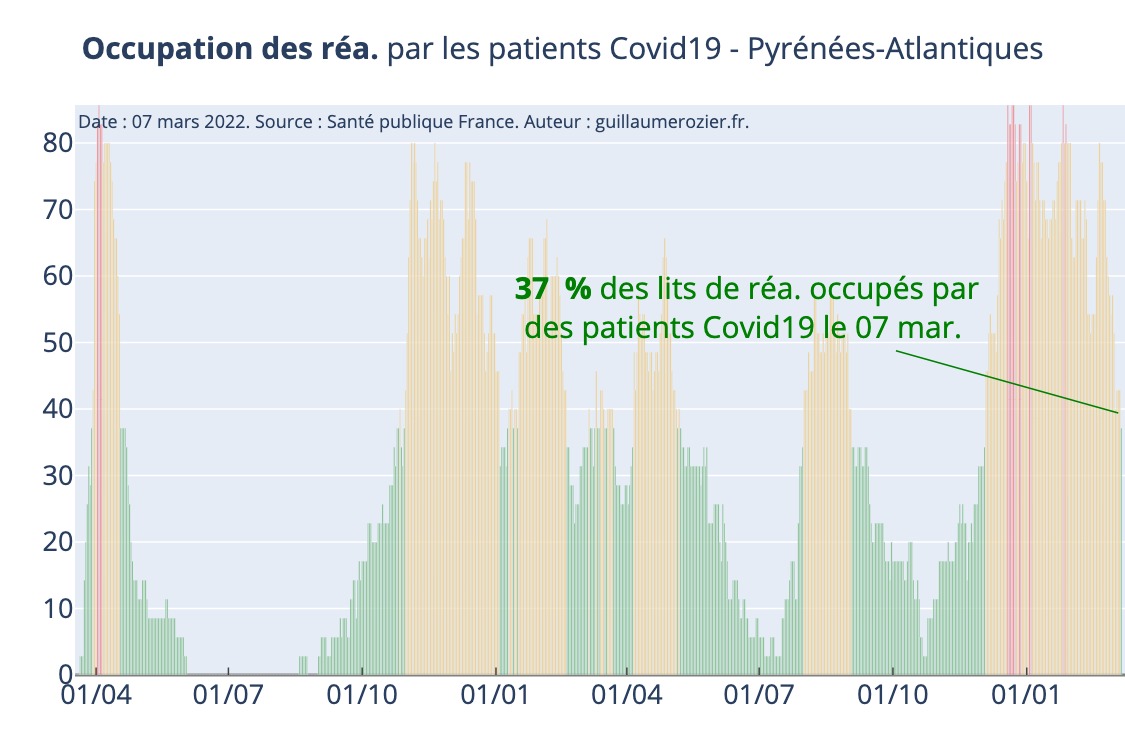 Occupation des réa. par les patients Covid19 - Pyrénées-Atlantiques
Date : 07 mars 2022. Source : Santé publique France. Auteur : guillaumerozier.fr.
80
70
60
37 % des lits de réa. occupés par
des patients Covid19 le 07 mar.
50
40
30
20
10
0
01/04 01/07 01/10 01/01 01/04 01/07 01/10 01/01